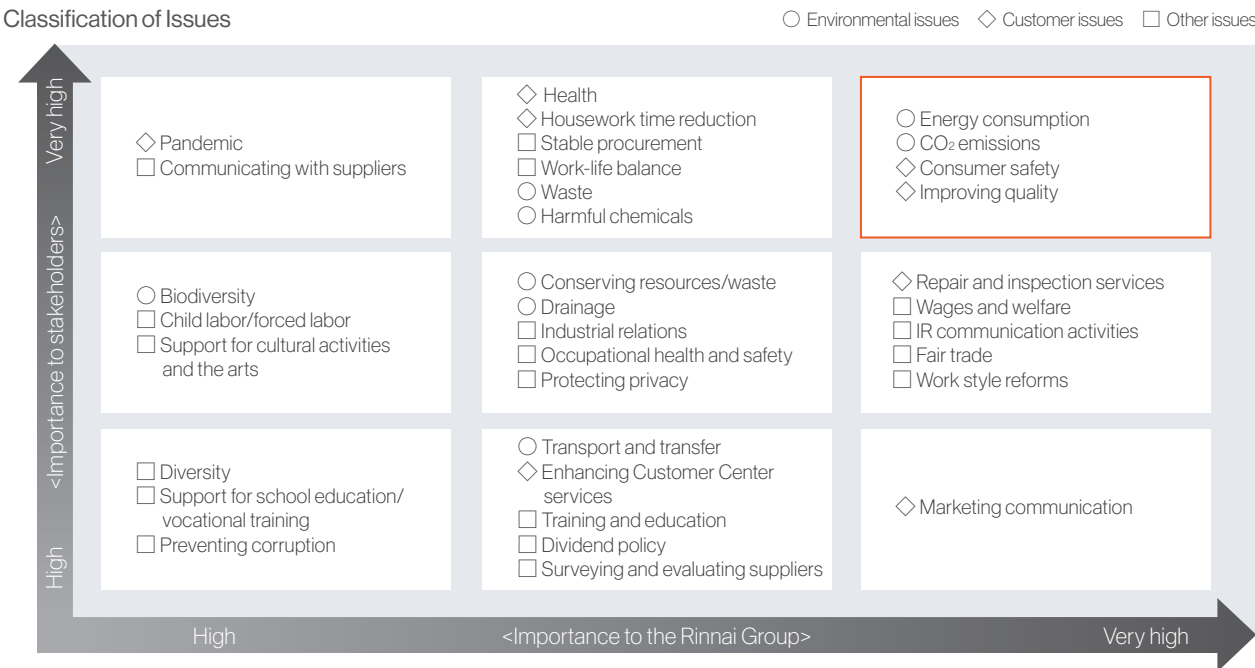 Classification of Issues
○ Environmental issues ◇ Customer issues □ Other issues
Very high
<Importance to stakeholders>
High
◇ Pandemic
□ Communicating with suppliers
◇ Health
◇ Housework time reduction
□ Stable procurement
□ Work-life balance
○ Waste
○ Harmful chemicals
○ Energy consumption
○ CO₂ emissions
◇ Consumer safety
◇ Improving quality
○ Biodiversity
□ Child labor/forced labor
□ Support for cultural activities
and the arts
○ Conserving resources/waste
○ Drainage
□ Industrial relations
□ Occupational health and safety
□ Protecting privacy
◇ Repair and inspection services
□ Wages and welfare
□ IR communication activities
□ Fair trade
□ Work style reforms
□ Diversity
□ Support for school education/
vocational training
□ Preventing corruption
○ Transport and transfer
◇ Enhancing Customer Center
services
□ Training and education
□ Dividend policy
□ Surveying and evaluating suppliers
◇ Marketing communication
High
<Importance to the Rinnai Group>
Very high